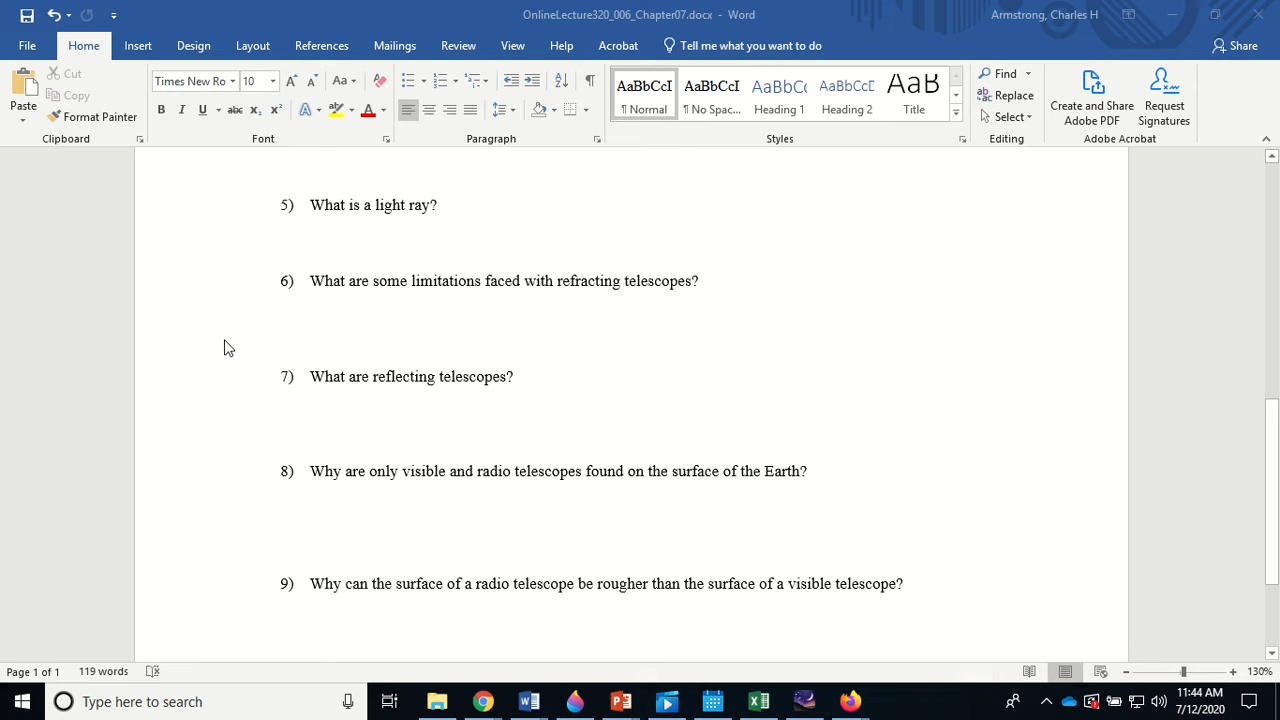 OnlineLecture320_006_Chapter07.docx - Word
Armstrong, Charles H
File Home Insert Design Layout References Mailings Review View Help Acrobat Tell me what you want to do Share
Paste
Cut
Copy
Format Painter
Clipboard
Times New Ro 10
Font
Paragraph
AaBbCcI AaBbCcI AaBbCc AaBbCcD AaB
¶ Normal ¶ No Spac... Heading 1 Heading 2 Title
Styles
Find
Replace
Select
Editing
Create and Share
Adobe PDF
Request
Signatures
Adobe Acrobat
5) What is a light ray?
6) What are some limitations faced with refracting telescopes?
7) What are reflecting telescopes?
8) Why are only visible and radio telescopes found on the surface of the Earth?
9) Why can the surface of a radio telescope be rougher than the surface of a visible telescope?
Page 1 of 1 119 words 130%
Type here to search
11:44 AM
7/12/2020